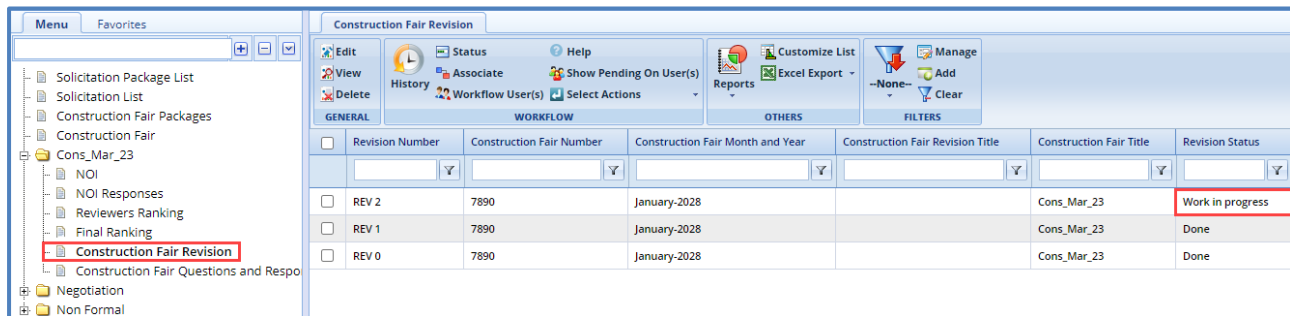 Menu Favorites
Solicitation Package List
Solicitation List
Construction Fair Packages
Construction Fair
Cons_Mar_23
NOI
NOI Responses
Reviewers Ranking
Final Ranking
Construction Fair Revision
Construction Fair Questions and Respo
Negotiation
Non Formal
Construction Fair Revision
Edit
View
Delete
GENERAL
History
Status Help
Associate Show Pending On User(s)
Workflow User(s) Select Actions
WORKFLOW
Reports
Customize List
Excel Export
OTHERS
--None--
Manage
Add
Clear
FILTERS
Revision Number Construction Fair Number Construction Fair Month and Year Construction Fair Revision Title Construction Fair Title Revision Status
REV 2 7890 January-2028 Cons_Mar_23 Work in progress
REV 1 7890 January-2028 Cons_Mar_23 Done
REV 0 7890 January-2028 Cons_Mar_23 Done